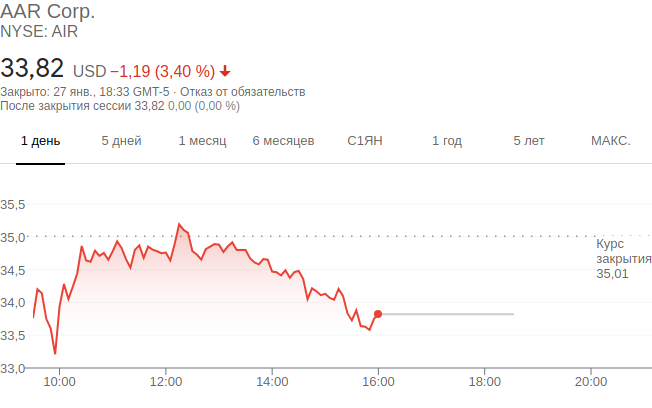 AAR Corp.
NYSE: AIR
33,82 USD −1,19 (3,40 %)
Закрыто: 27 янв., 18:33 GMT-5 · Отказ от обязательств
После закрытия сессии 33,82 0,00 (0,00 %)
1 день 5 дней 1 месяц 6 месяцев С1ЯН 1 год 5 лет МАКС.
35,5
35,0
Курс
закрытия
35,01
34,5
34,0
33,5
33,0
10:00 12:00 14:00 16:00 18:00 20:00